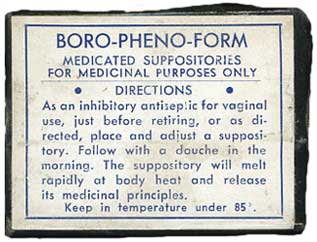 BORO-PHENO-FORM
MEDICATED SUPPOSITORIES
FOR MEDICINAL PURPOSES ONLY
• DIRECTIONS •
As an inhibitory antiseptic for vaginal
use, just before retiring, or as di-
rected, place and adjust a supposi-
tory. Follow with a douche in the
morning. The suppository will melt
rapidly at body heat and release
its medicinal principles.
Keep in temperature under 85°.